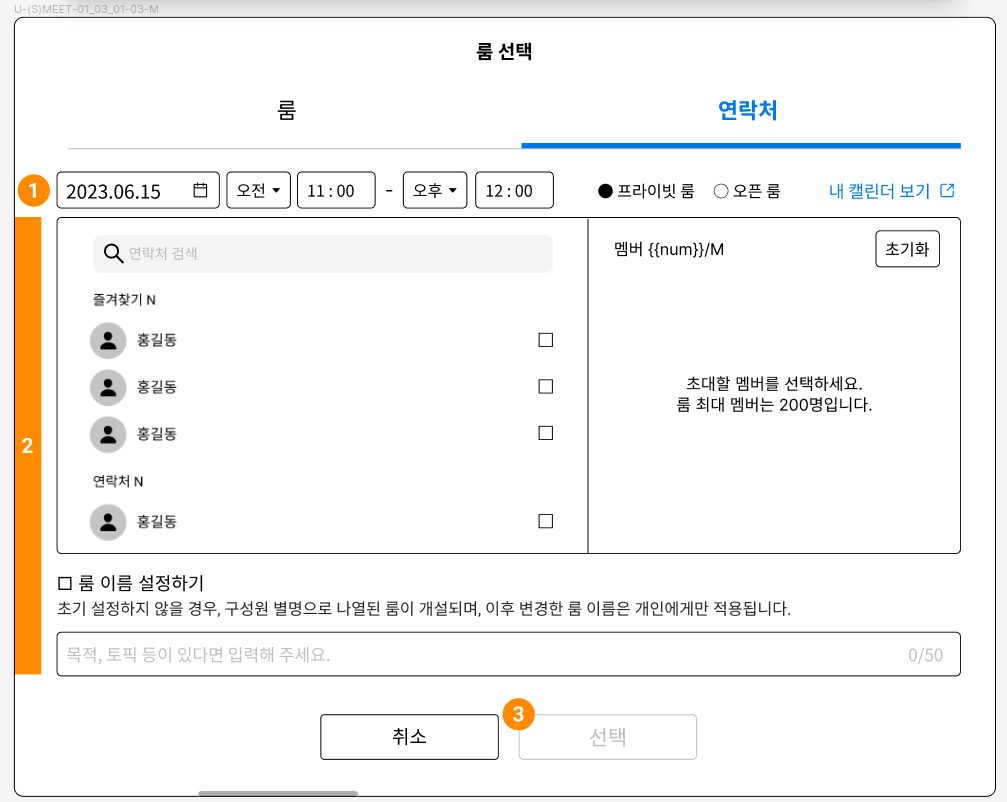 U-(S)MEET-01_03_01-03-M
룸 선택
룸 연락처
1 2023.06.15 오전 11 : 00 - 오후 12 : 00 프라이빗 룸 오픈 룸 내 캘린더 보기
연락처 검색 멤버 {{num}}/M 초기화
즐겨찾기 N
홍길동
홍길동
홍길동
연락처 N
홍길동
초대할 멤버를 선택하세요.
룸 최대 멤버는 200명입니다.
2
룸 이름 설정하기
초기 설정하지 않을 경우, 구성원 별명으로 나열된 룸이 개설되며, 이후 변경한 룸 이름은 개인에게만 적용됩니다.
목적, 토픽 등이 있다면 입력해 주세요. 0/50
취소 3 선택